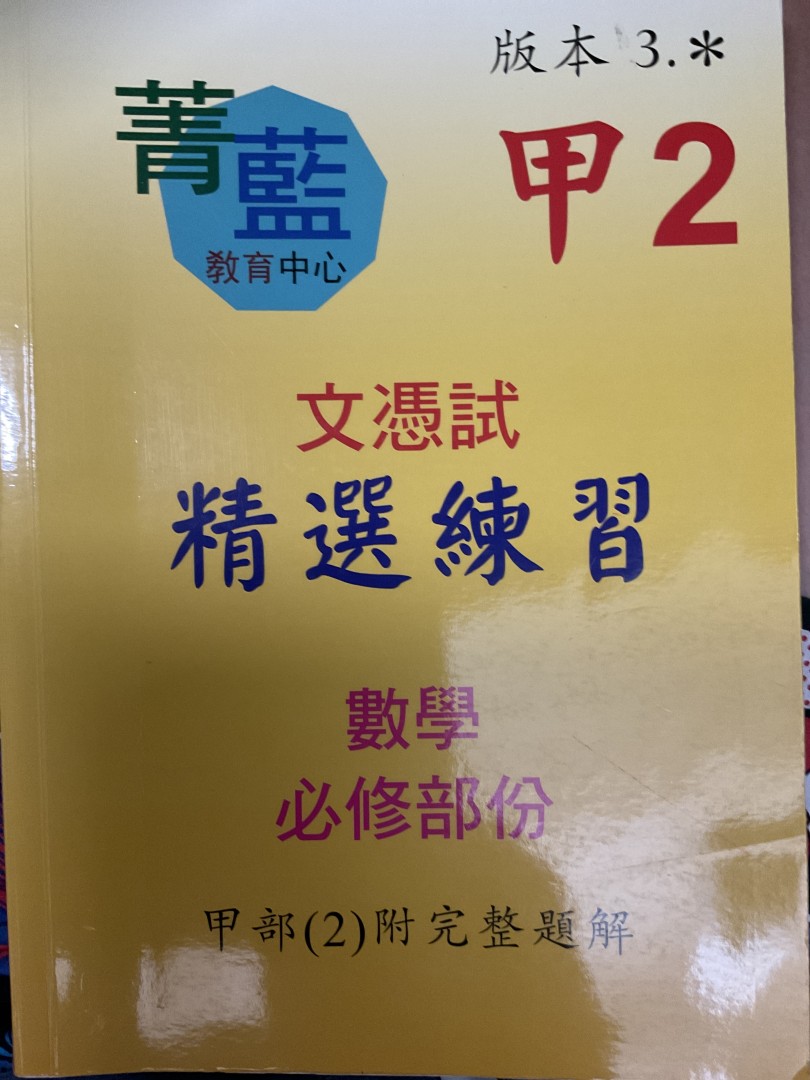 版本 3.*
菁藍
教育中心
甲2
文憑試
精選練習
數學
必修部份
甲部(2)附完整題解